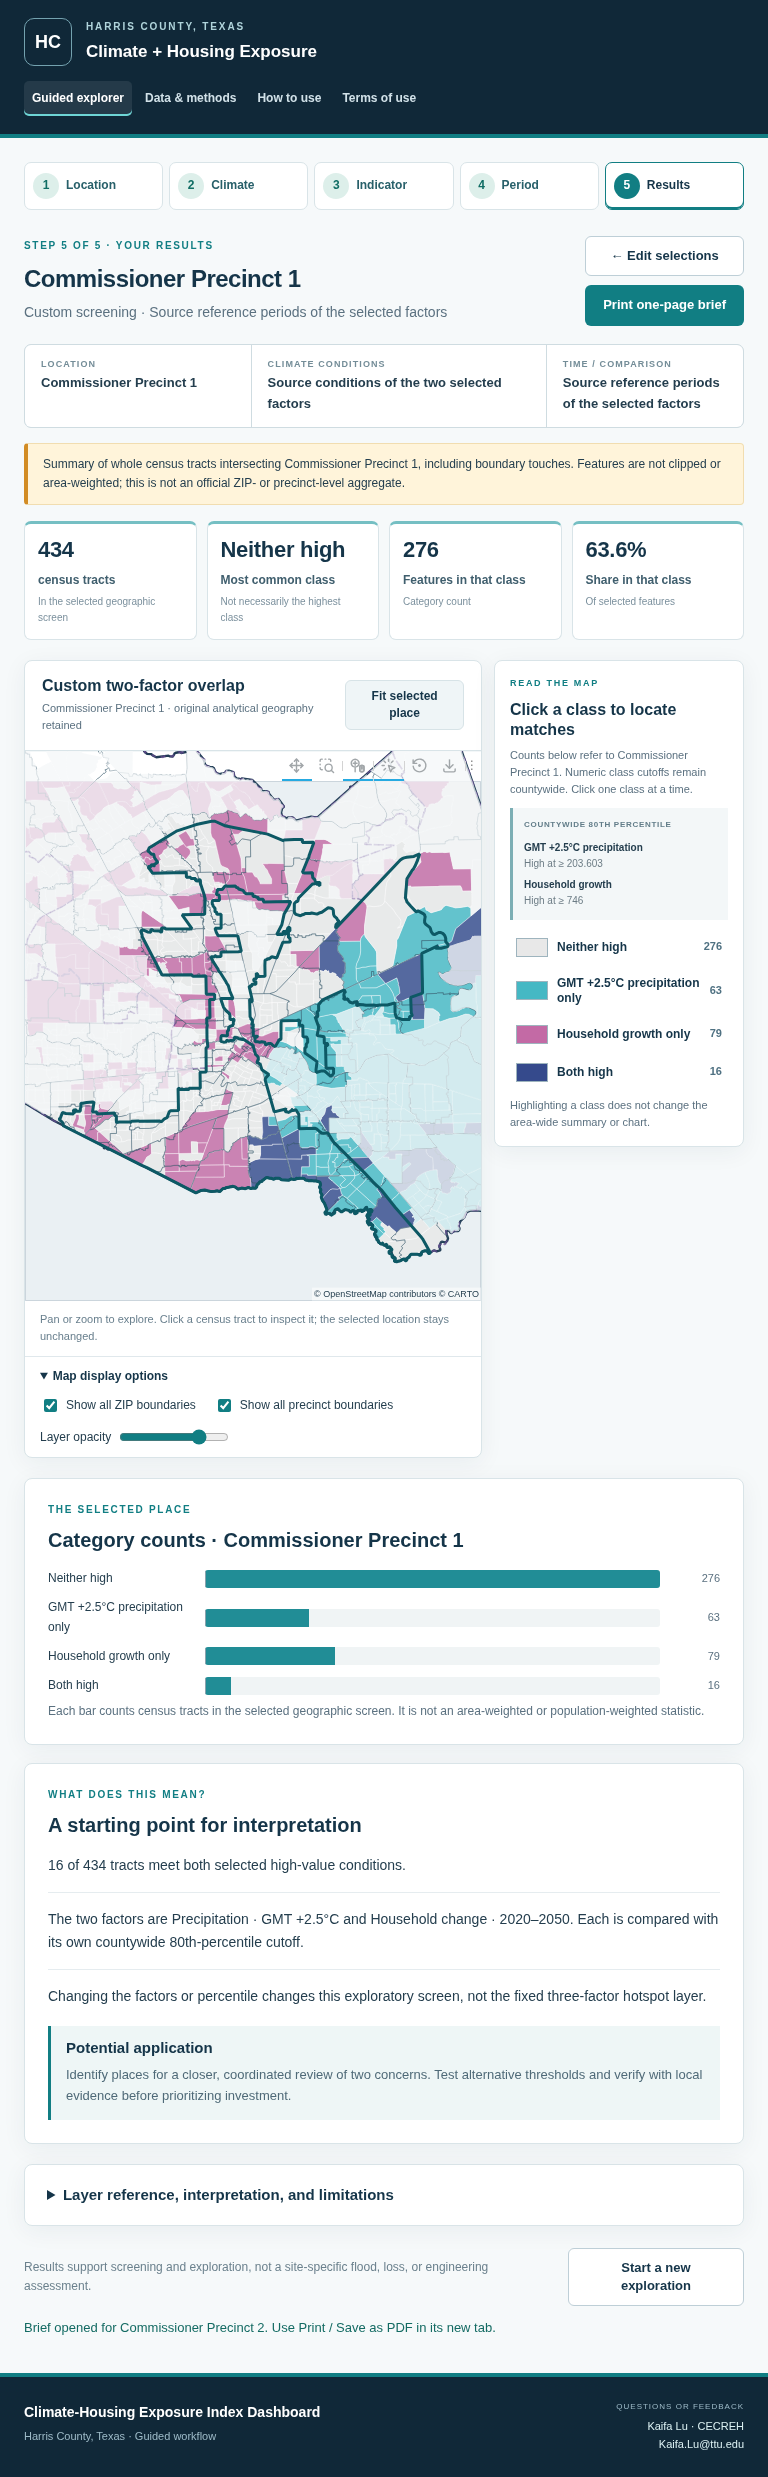 HC
HARRIS COUNTY, TEXAS
Climate + Housing Exposure
Guided explorer
Data & methods
How to use
Terms of use
1 Location
2 Climate
3 Indicator
4 Period
5 Results
STEP 5 OF 5 · YOUR RESULTS
Commissioner Precinct 1
Custom screening · Source reference periods of the selected factors
← Edit selections
Print one-page brief
LOCATION
Commissioner Precinct 1
CLIMATE CONDITIONS
Source conditions of the two selected
factors
TIME / COMPARISON
Source reference periods
of the selected factors
Summary of whole census tracts intersecting Commissioner Precinct 1, including boundary touches. Features are not clipped or
area-weighted; this is not an official ZIP- or precinct-level aggregate.
434
census tracts
In the selected geographic
screen
Neither high
Most common class
Not necessarily the highest
class
276
Features in that class
Category count
63.6%
Share in that class
Of selected features
Custom two-factor overlap
Commissioner Precinct 1 · original analytical geography
retained
Fit selected
place
© OpenStreetMap contributors © CARTO
Pan or zoom to explore. Click a census tract to inspect it; the selected location stays
unchanged.
▼ Map display options
Show all ZIP boundaries
Show all precinct boundaries
Layer opacity
READ THE MAP
Click a class to locate
matches
Counts below refer to Commissioner
Precinct 1. Numeric class cutoffs remain
countywide. Click one class at a time.
COUNTYWIDE 80TH PERCENTILE
GMT +2.5°C precipitation
High at ≥ 203.603
Household growth
High at ≥ 746
Neither high 276
GMT +2.5°C precipitation
only 63
Household growth only 79
Both high 16
Highlighting a class does not change the
area-wide summary or chart.
THE SELECTED PLACE
Category counts · Commissioner Precinct 1
Neither high 276
GMT +2.5°C precipitation
only 63
Household growth only 79
Both high 16
Each bar counts census tracts in the selected geographic screen. It is not an area-weighted or population-weighted statistic.
WHAT DOES THIS MEAN?
A starting point for interpretation
16 of 434 tracts meet both selected high-value conditions.
The two factors are Precipitation · GMT +2.5°C and Household change · 2020–2050. Each is compared with
its own countywide 80th-percentile cutoff.
Changing the factors or percentile changes this exploratory screen, not the fixed three-factor hotspot layer.
Potential application
Identify places for a closer, coordinated review of two concerns. Test alternative thresholds and verify with local
evidence before prioritizing investment.
▶ Layer reference, interpretation, and limitations
Results support screening and exploration, not a site-specific flood, loss, or engineering
assessment.
Start a new
exploration
Brief opened for Commissioner Precinct 2. Use Print / Save as PDF in its new tab.
Climate-Housing Exposure Index Dashboard
Harris County, Texas · Guided workflow
QUESTIONS OR FEEDBACK
Kaifa Lu · CECREH
Kaifa.Lu@ttu.edu